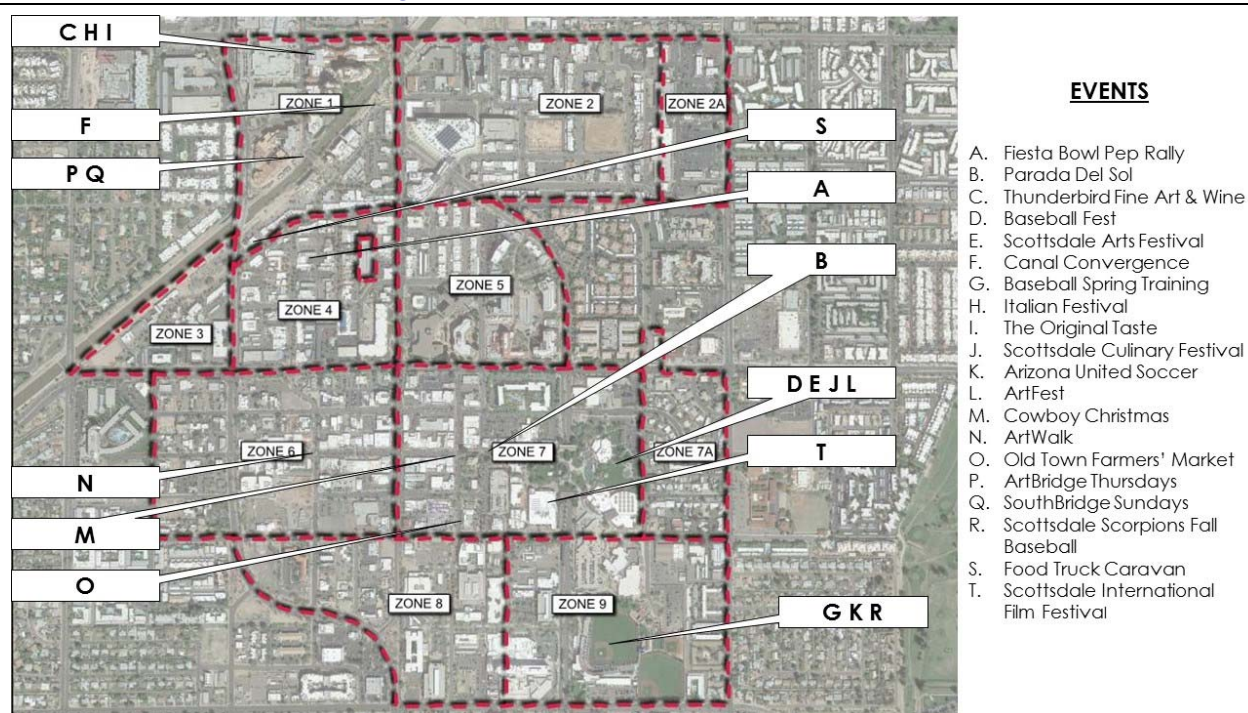 C H I
ZONE 1
ZONE 2
ZONE 2A
F
S
P Q
A
B
ZONE 5
ZONE 4
ZONE 3
D E J L
ZONE 6
ZONE 7
ZONE 7A
T
N
M
O
ZONE 8
ZONE 9
G K R
EVENTS
A. Fiesta Bowl Pep Rally
B. Parada Del Sol
C. Thunderbird Fine Art & Wine
D. Baseball Fest
E. Scottsdale Arts Festival
F. Canal Convergence
G. Baseball Spring Training
H. Italian Festival
I. The Original Taste
J. Scottsdale Culinary Festival
K. Arizona United Soccer
L. ArtFest
M. Cowboy Christmas
N. ArtWalk
O. Old Town Farmers' Market
P. ArtBridge Thursdays
Q. SouthBridge Sundays
R. Scottsdale Scorpions Fall
Baseball
S. Food Truck Caravan
T. Scottsdale International
Film Festival